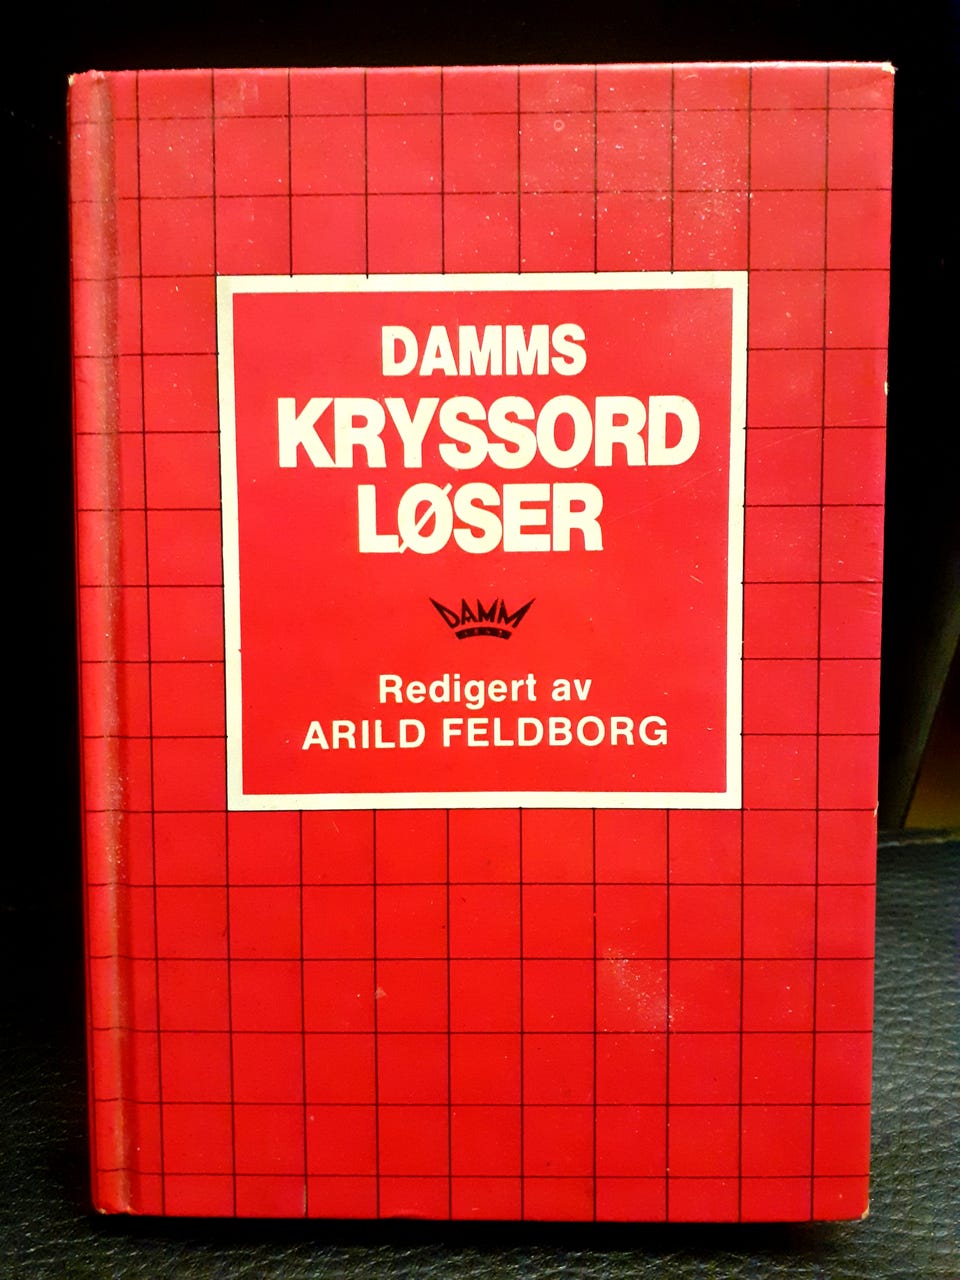 DAMMS
KRYSSORD
LØSER
DAMM
Redigert av
ARILD FELDBORG